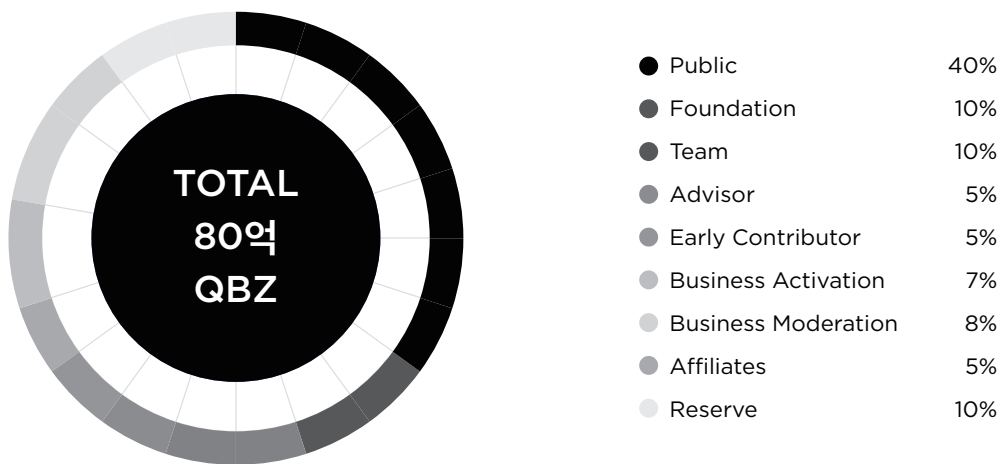 TOTAL
80억
QBZ
Public 40%
Foundation 10%
Team 10%
Advisor 5%
Early Contributor 5%
Business Activation 7%
Business Moderation 8%
Affiliates 5%
Reserve 10%